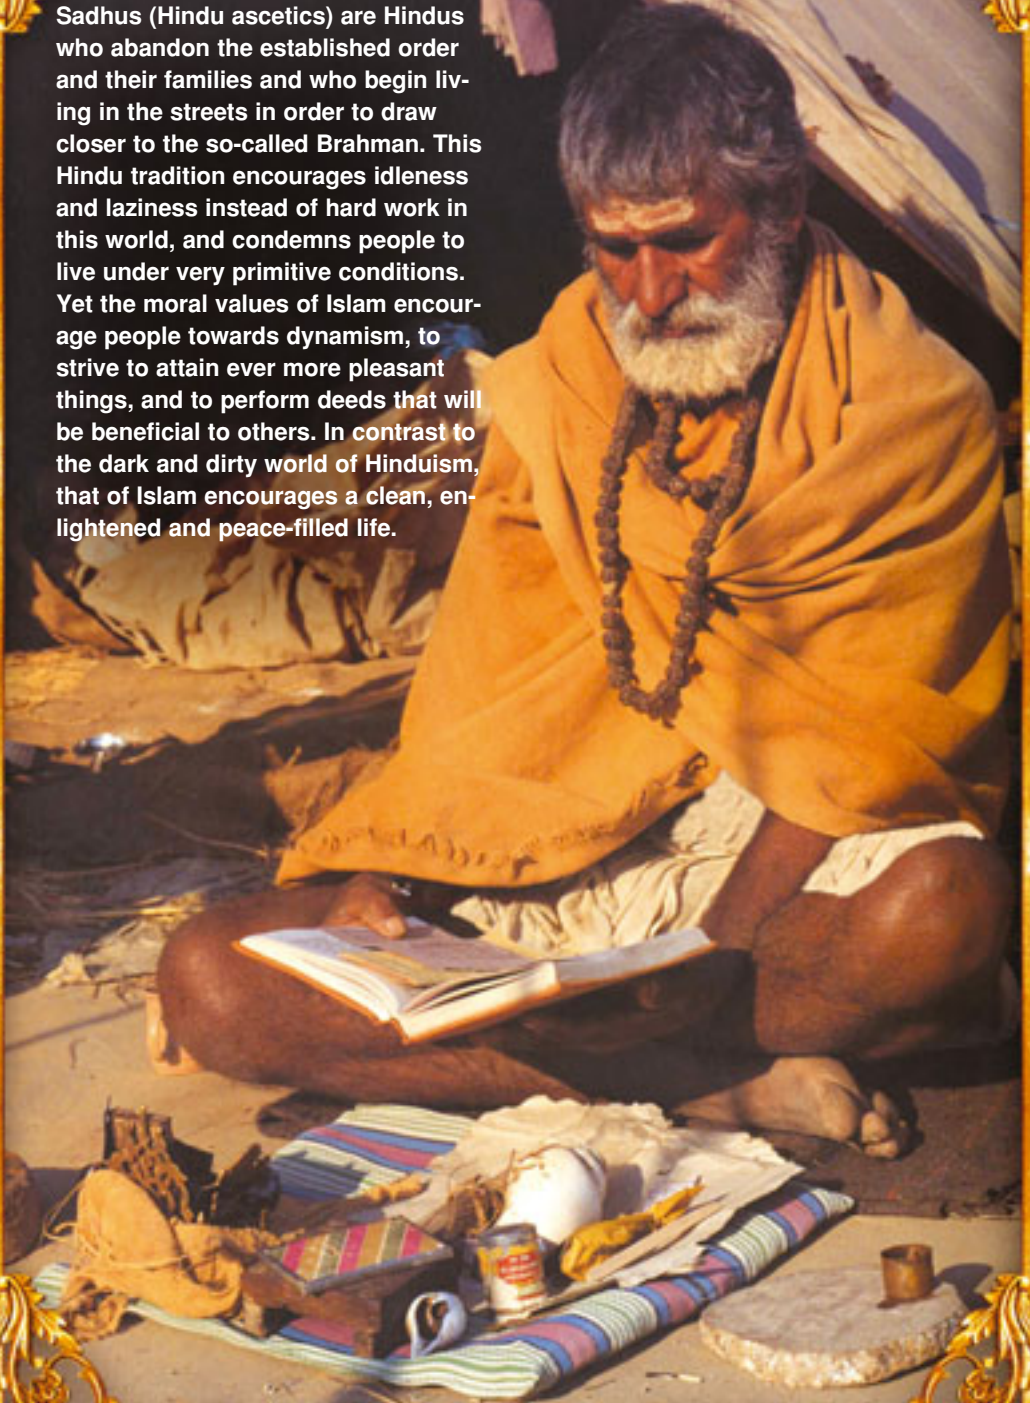 Sadhus (Hindu ascetics) are Hindus
who abandon the established order
and their families and who begin liv-
ing in the streets in order to draw
closer to the so-called Brahman. This
Hindu tradition encourages idleness
and laziness instead of hard work in
this world, and condemns people to
live under very primitive conditions.
Yet the moral values of Islam encour-
age people towards dynamism, to
strive to attain ever more pleasant
things, and to perform deeds that will
be beneficial to others. In contrast to
the dark and dirty world of Hinduism,
that of Islam encourages a clean, en-
lightened and peace-filled life.